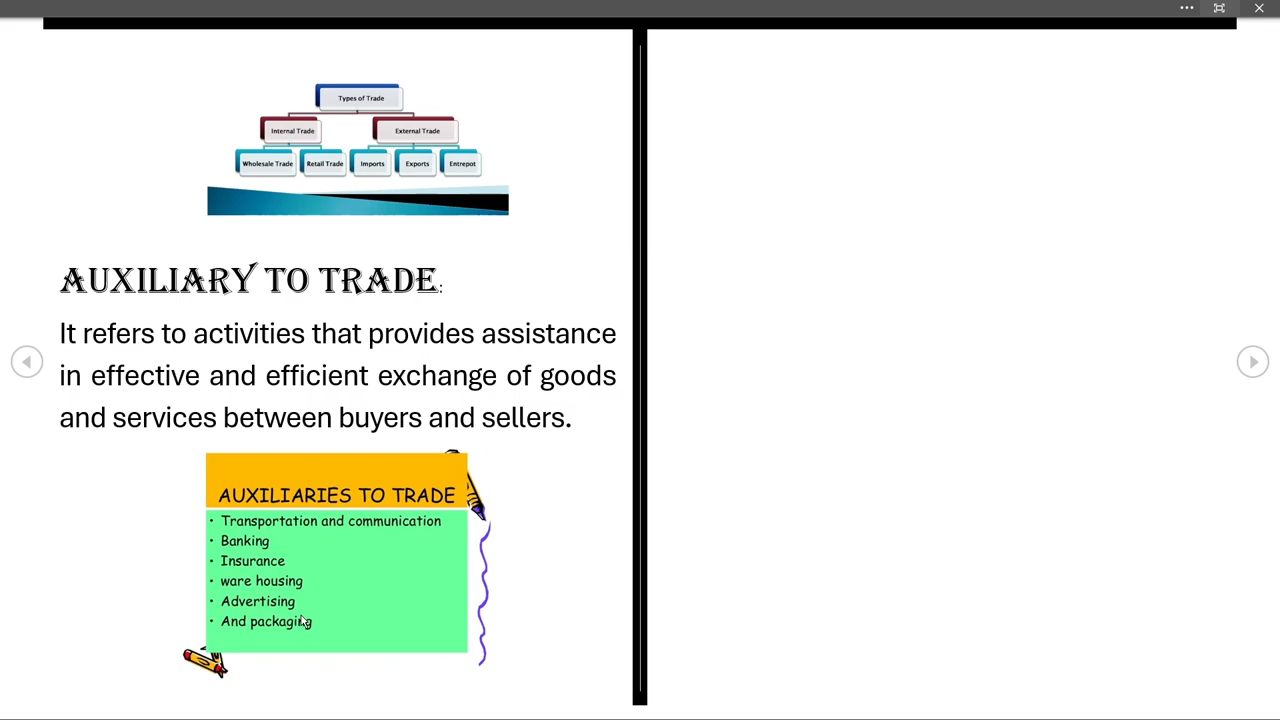 Types of Trade
Internal Trade External Trade
Wholesale Trade Retail Trade Imports Exports Entrepot
AUXILIARY TO TRADE:
It refers to activities that provides assistance
in effective and efficient exchange of goods
and services between buyers and sellers.
AUXILIARIES TO TRADE
• Transportation and communication
• Banking
• Insurance
• ware housing
• Advertising
• And packaging